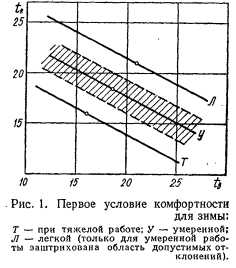 tв
25
20
15
Л
У
Т
10
15
20
25
tв
Рис. 1. Первое условие комфортности
для зимы:
Т — при тяжелой работе; У — умеренной;
Л — легкой (только для умеренной рабо-
ты заштрихована область допустимых от-
клонений).